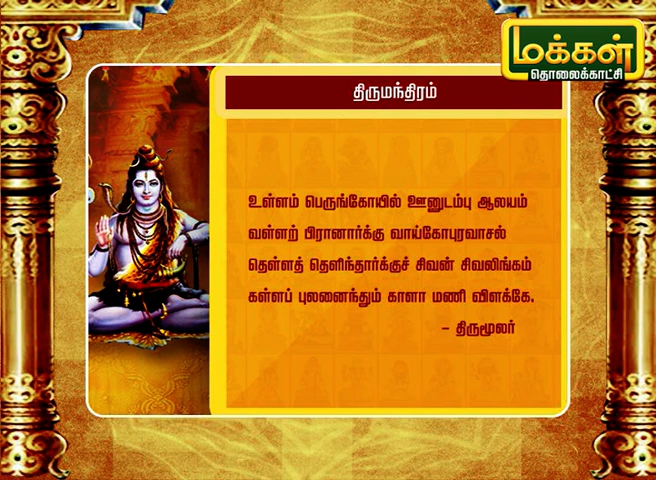 மக்கள்
தொலைக்காட்சி
திருமந்திரம்
உள்ளம் பெருங்கோயில் ஊனுடம்பு ஆலயம்
வள்ளற் பிரானார்க்கு வாய்கோபுரவாசல்
தெள்ளத் தெளிந்தார்க்குச் சிவன் சிவலிங்கம்
கள்ளப் புலனைந்தும் காளா மணி விளக்கே.
- திருமூலர்